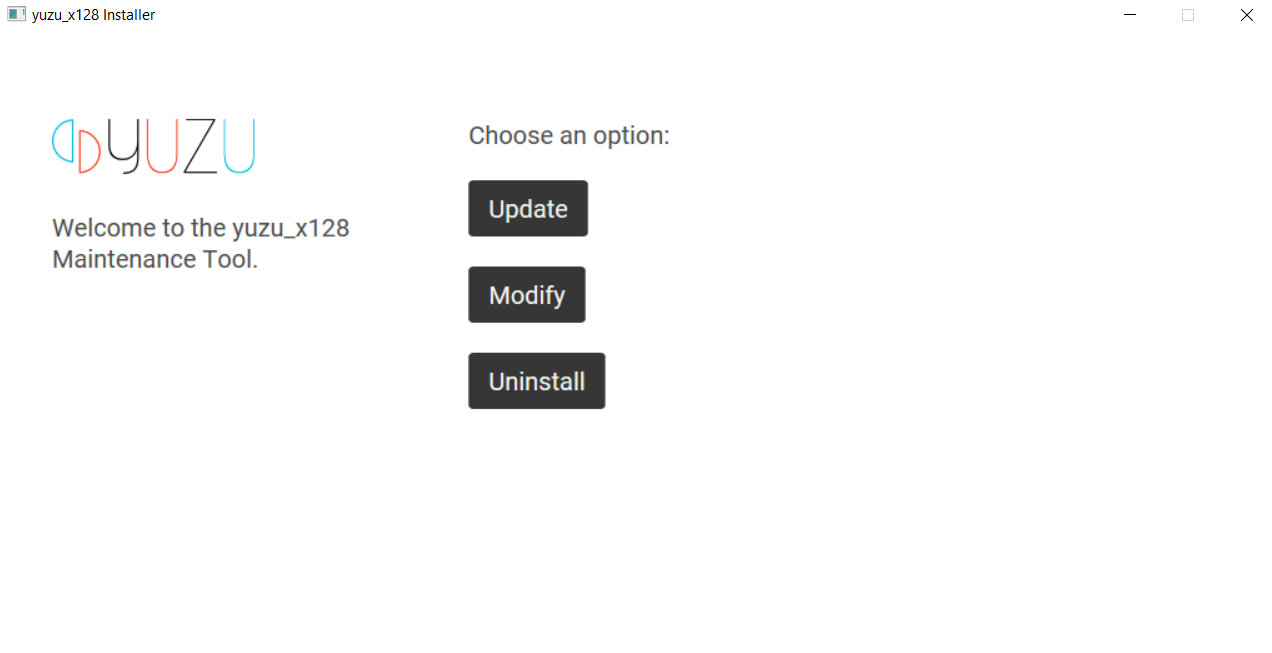 yuzu_x128 Installer
YUZU
Welcome to the yuzu_x128
Maintenance Tool.
Choose an option:
Update
Modify
Uninstall